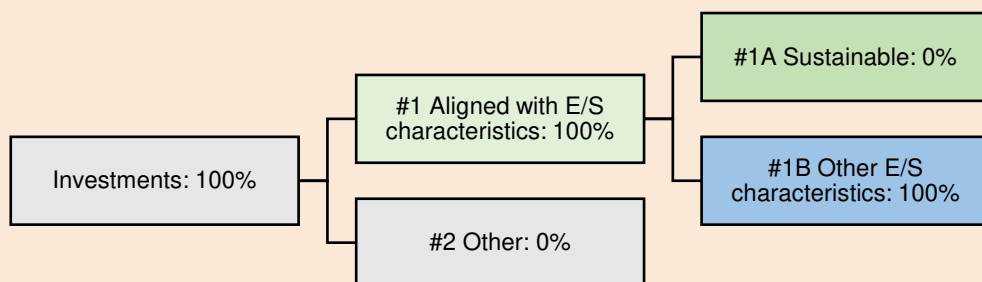 #1A Sustainable: 0%
#1 Aligned with E/S
characteristics: 100%
Investments: 100%
#1B Other E/S
characteristics: 100%
#2 Other: 0%